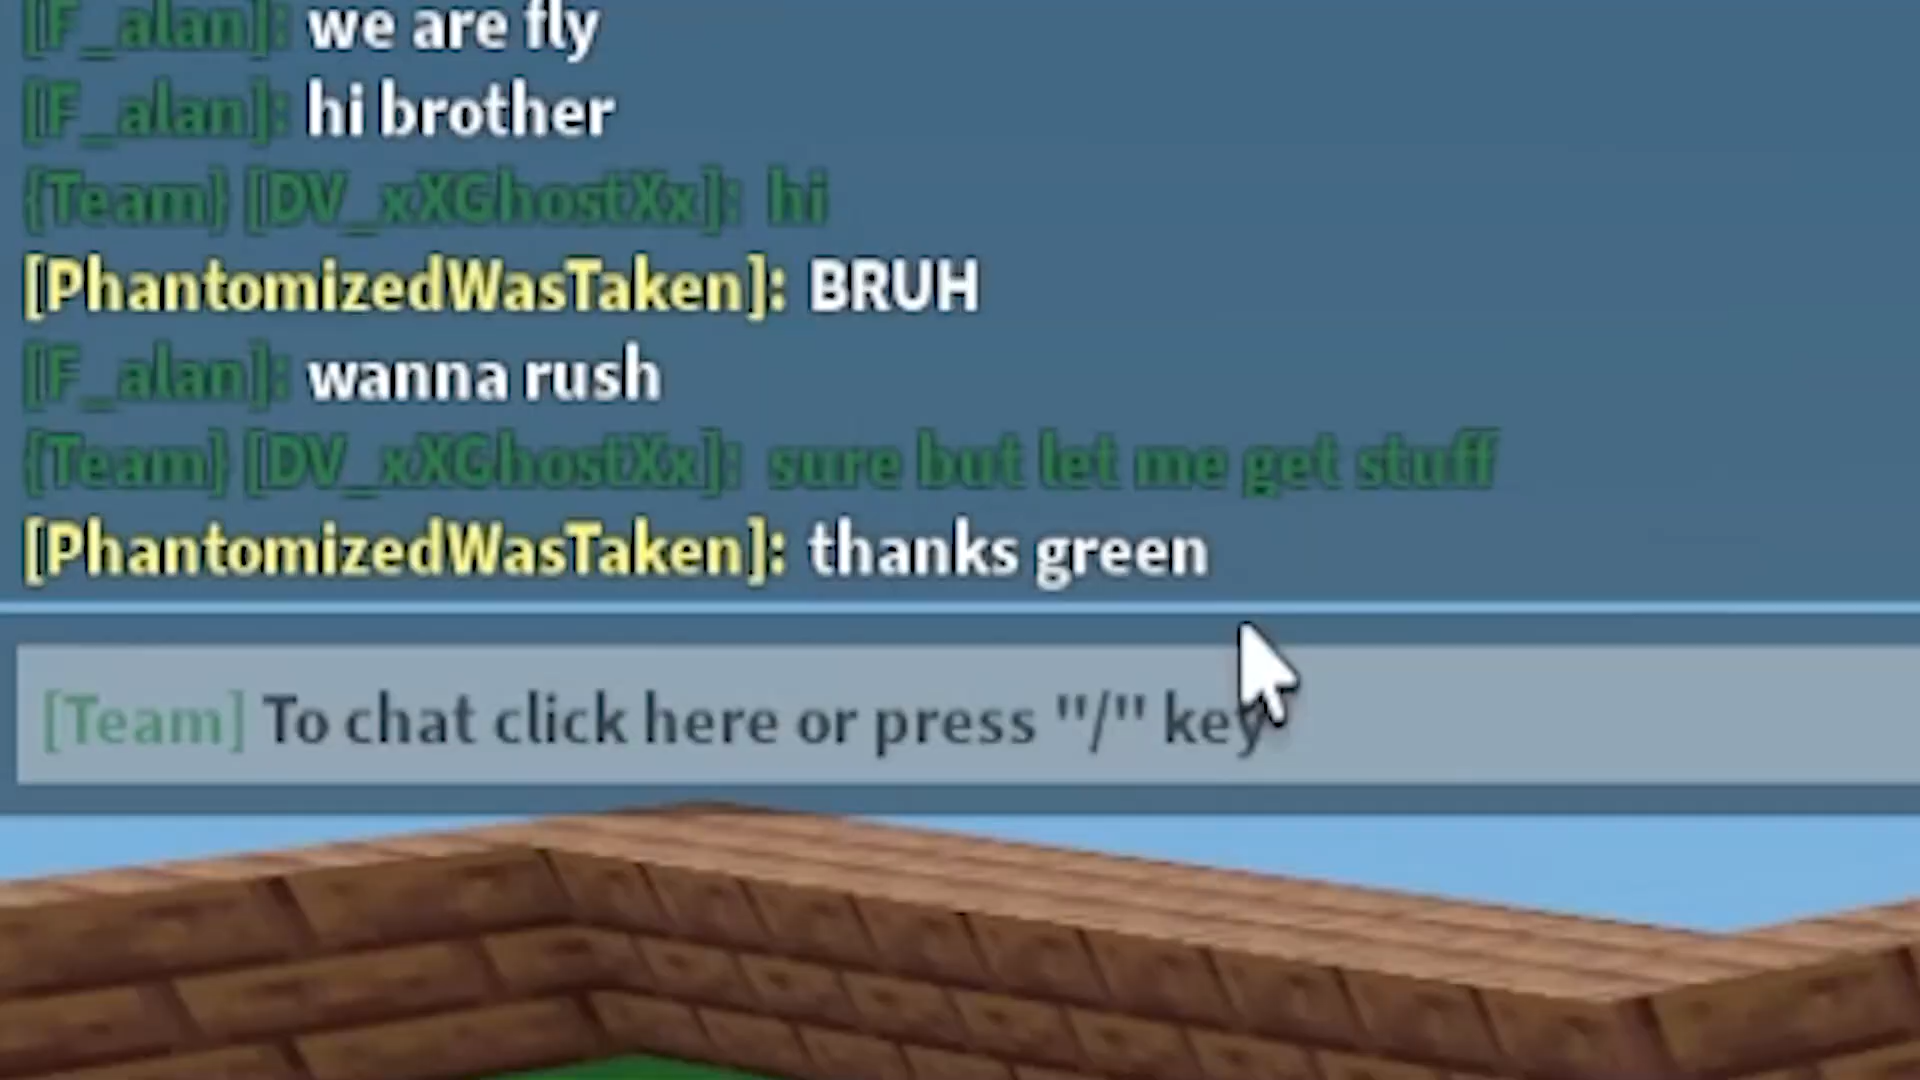 [F_alan]: we are fly
[F_alan]: hi brother
{Team} [DV_xXGhostXx]: hi
[PhantomizedWasTaken]: BRUH
[F_alan]: wanna rush
{Team} [DV_xXGhostXx]: sure but let me get stuff
[PhantomizedWasTaken]: thanks green
[Team] To chat click here or press "/" key